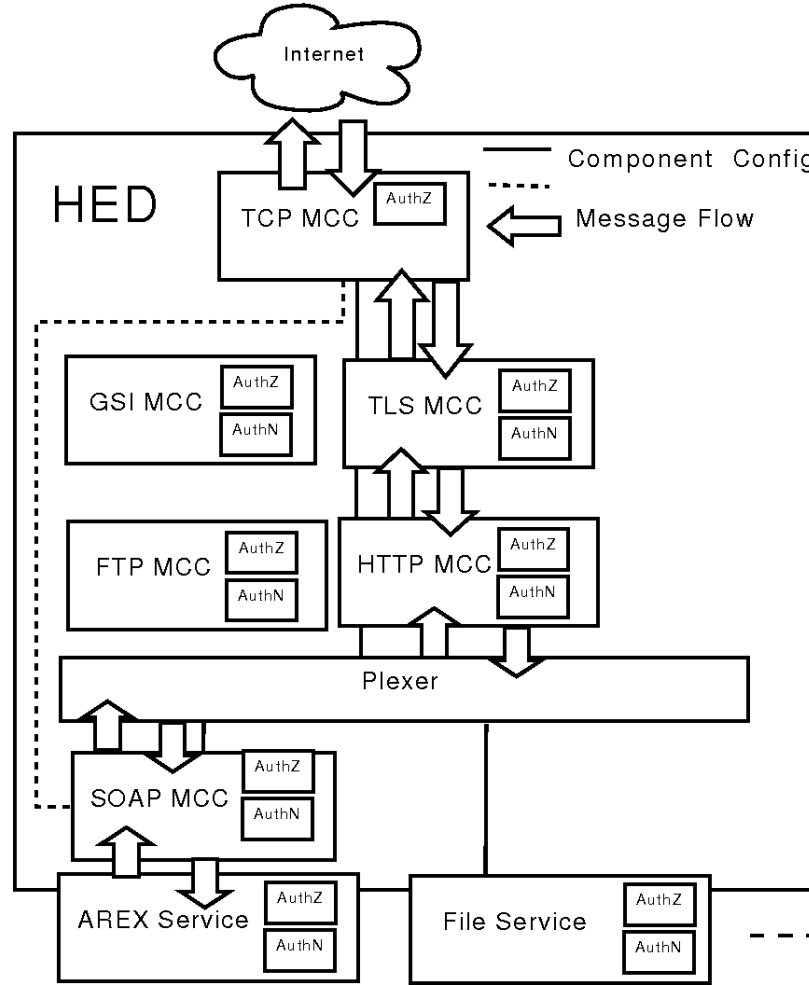 Internet
Component Config
HED
AuthZ
TCP MCC
Message Flow
AuthZ
GSI MCC
AuthN
AuthZ
TLS MCC
AuthN
AuthZ
FTP MCC
AuthN
AuthZ
HTTP MCC
AuthN
Plexer
AuthZ
SOAP MCC
AuthN
AuthZ
AREX Service
AuthN
AuthZ
File Service
AuthN